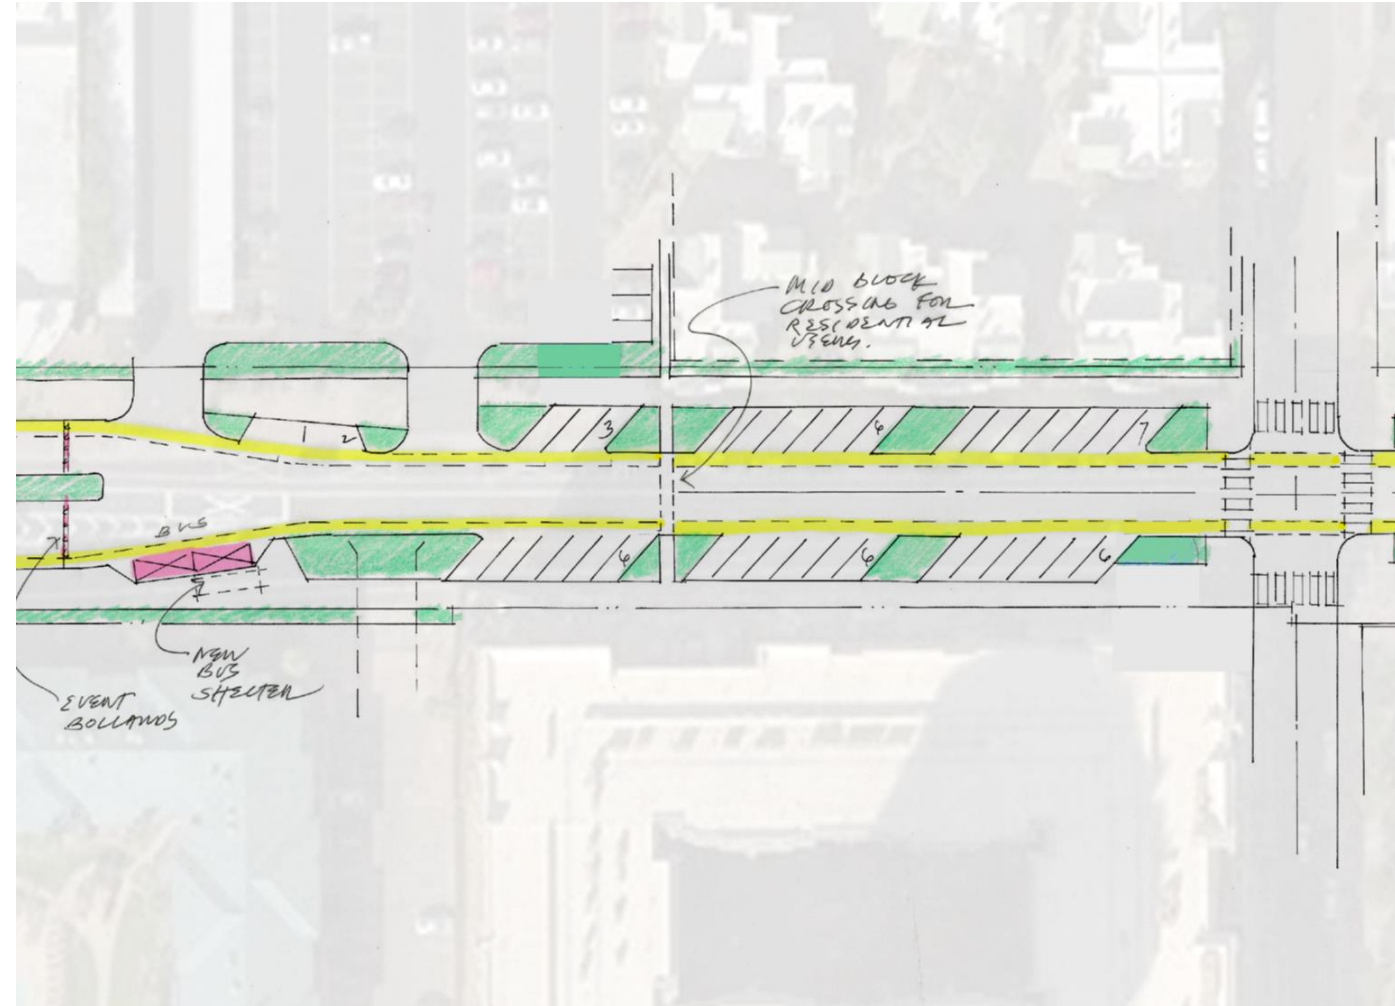 MID BLOCK
CROSSING FOR
RESIDENTIAL
USERS.
1 2 3 6 7
BUS
6 6 6
NEW
BUS
SHELTER
EVENT
BOLLARDS